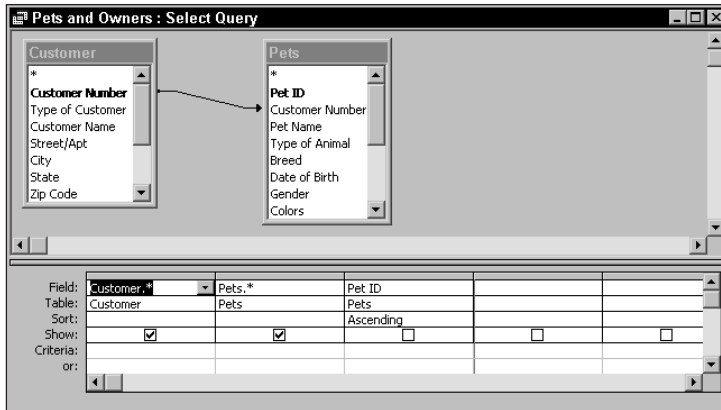 Pets and Owners : Select Query
Customer
*
Customer Number
Type of Customer
Customer Name
Street/Apt
City
State
Zip Code
Pets
*
Pet ID
Customer Number
Pet Name
Type of Animal
Breed
Date of Birth
Gender
Colors
Field: Customer.* Pets.* Pet ID
Table: Customer Pets Pets
Sort: Ascending
Show:
Criteria:
or: